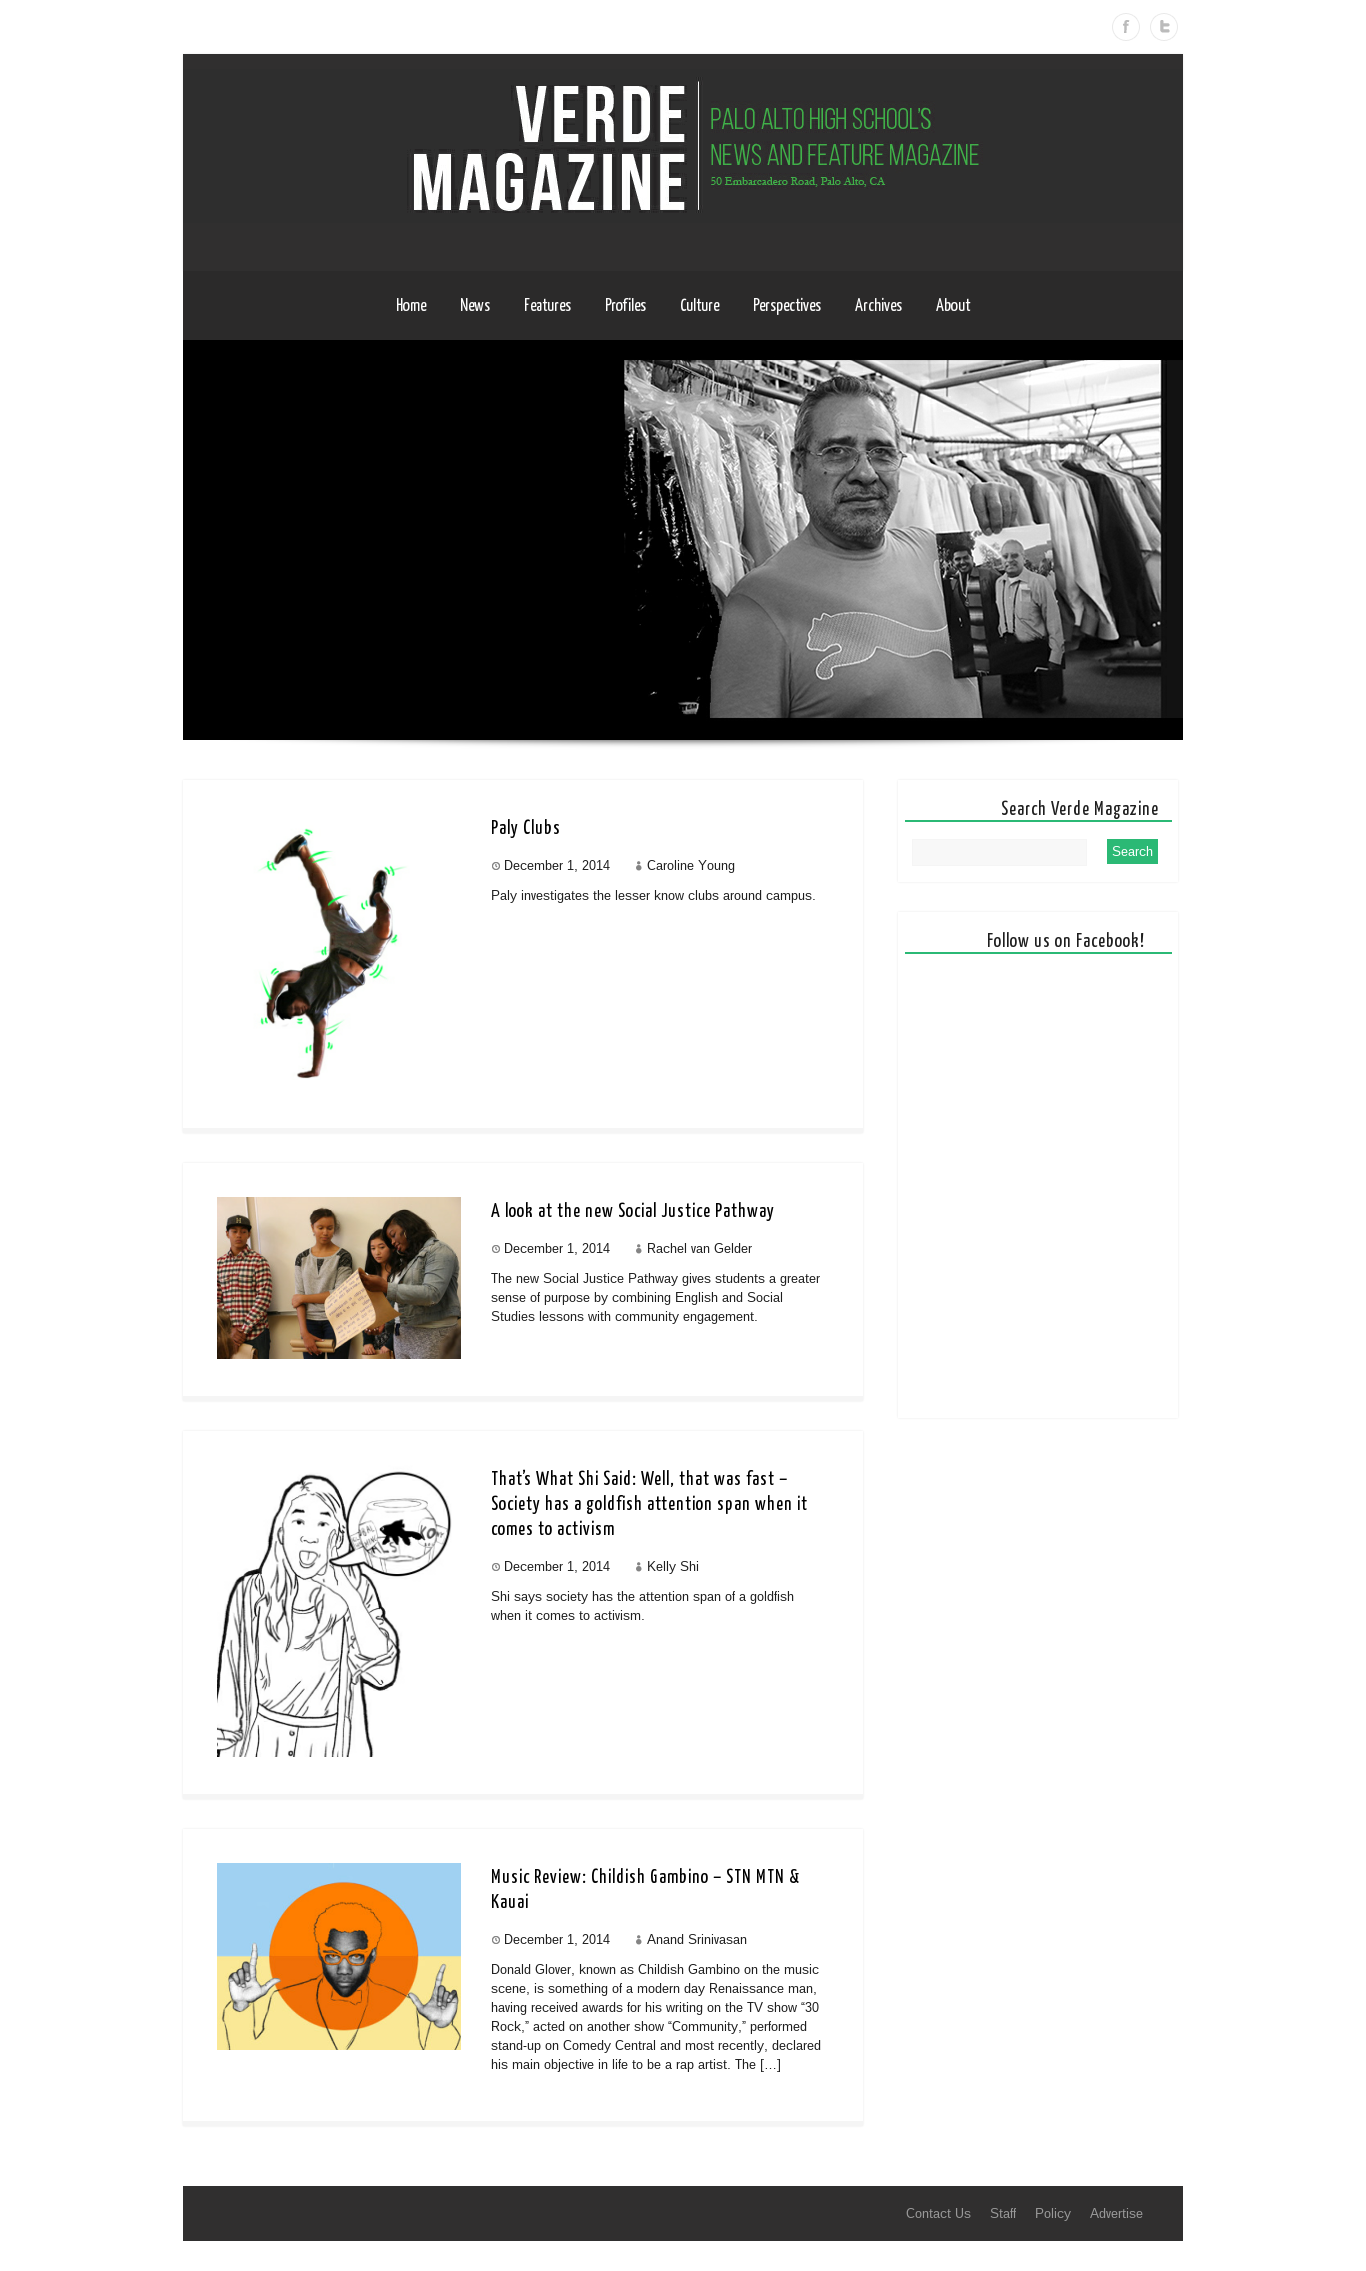 VERDE
MAGAZINE
PALO ALTO HIGH SCHOOL'S
NEWS AND FEATURE MAGAZINE
50 Embarcadero Road, Palo Alto, CA
Home News Features Profiles Culture Perspectives Archives About
Paly Clubs
December 1, 2014 Caroline Young
Paly investigates the lesser know clubs around campus.
Search Verde Magazine
Search
Follow us on Facebook!
A look at the new Social Justice Pathway
December 1, 2014 Rachel van Gelder
The new Social Justice Pathway gives students a greater
sense of purpose by combining English and Social
Studies lessons with community engagement.
That's What Shi Said: Well, that was fast –
Society has a goldfish attention span when it
comes to activism
December 1, 2014 Kelly Shi
Shi says society has the attention span of a goldfish
when it comes to activism.
Music Review: Childish Gambino – STN MTN &
Kauai
December 1, 2014 Anand Srinivasan
Donald Glover, known as Childish Gambino on the music
scene, is something of a modern day Renaissance man,
having received awards for his writing on the TV show “30
Rock,” acted on another show “Community,” performed
stand-up on Comedy Central and most recently, declared
his main objective in life to be a rap artist. The […]
Contact Us Staff Policy Advertise